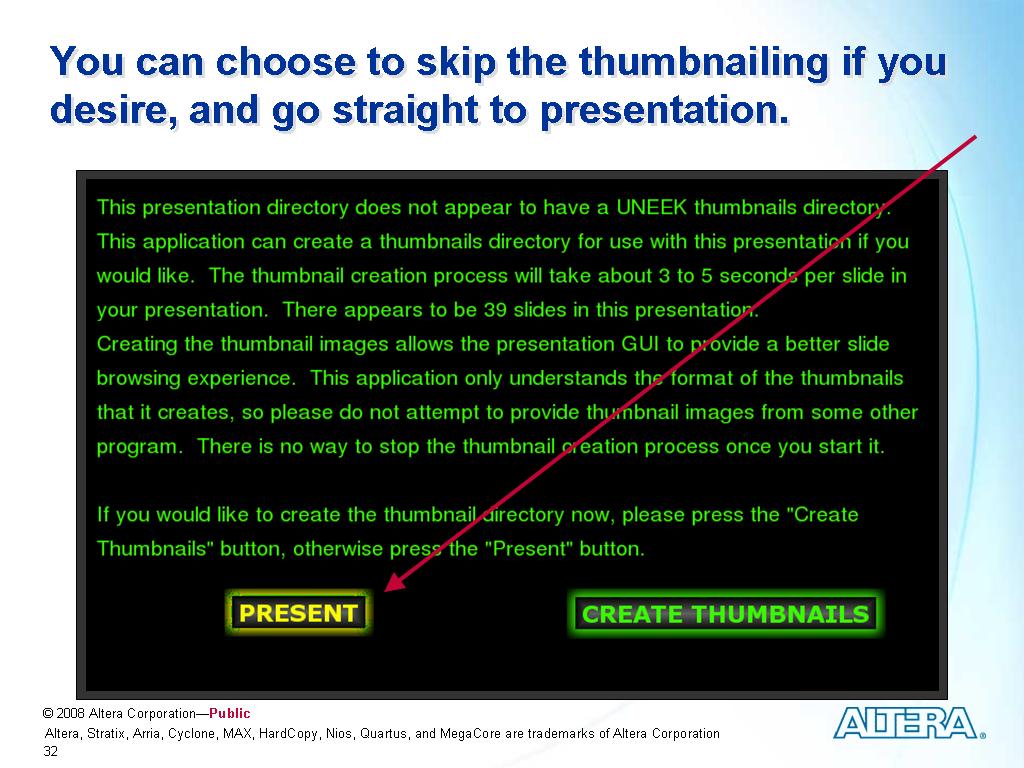 You can choose to skip the thumbnailing if you
desire, and go straight to presentation.
This presentation directory does not appear to have a UNEEK thumbnails directory.
This application can create a thumbnails directory for use with this presentation if you
would like.  The thumbnail creation process will take about 3 to 5 seconds per slide in
your presentation.  There appears to be 39 slides in this presentation.
Creating the thumbnail images allows the presentation GUI to provide a better slide
browsing experience.  This application only understands the format of the thumbnails
that it creates, so please do not attempt to provide thumbnail images from some other
program.  There is no way to stop the thumbnail creation process once you start it.
If you would like to create the thumbnail directory now, please press the "Create
Thumbnails" button, otherwise press the "Present" button.
PRESENT CREATE THUMBNAILS
© 2008 Altera Corporation—Public
Altera, Stratix, Arria, Cyclone, MAX, HardCopy, Nios, Quartus, and MegaCore are trademarks of Altera Corporation
32
ALTERA®